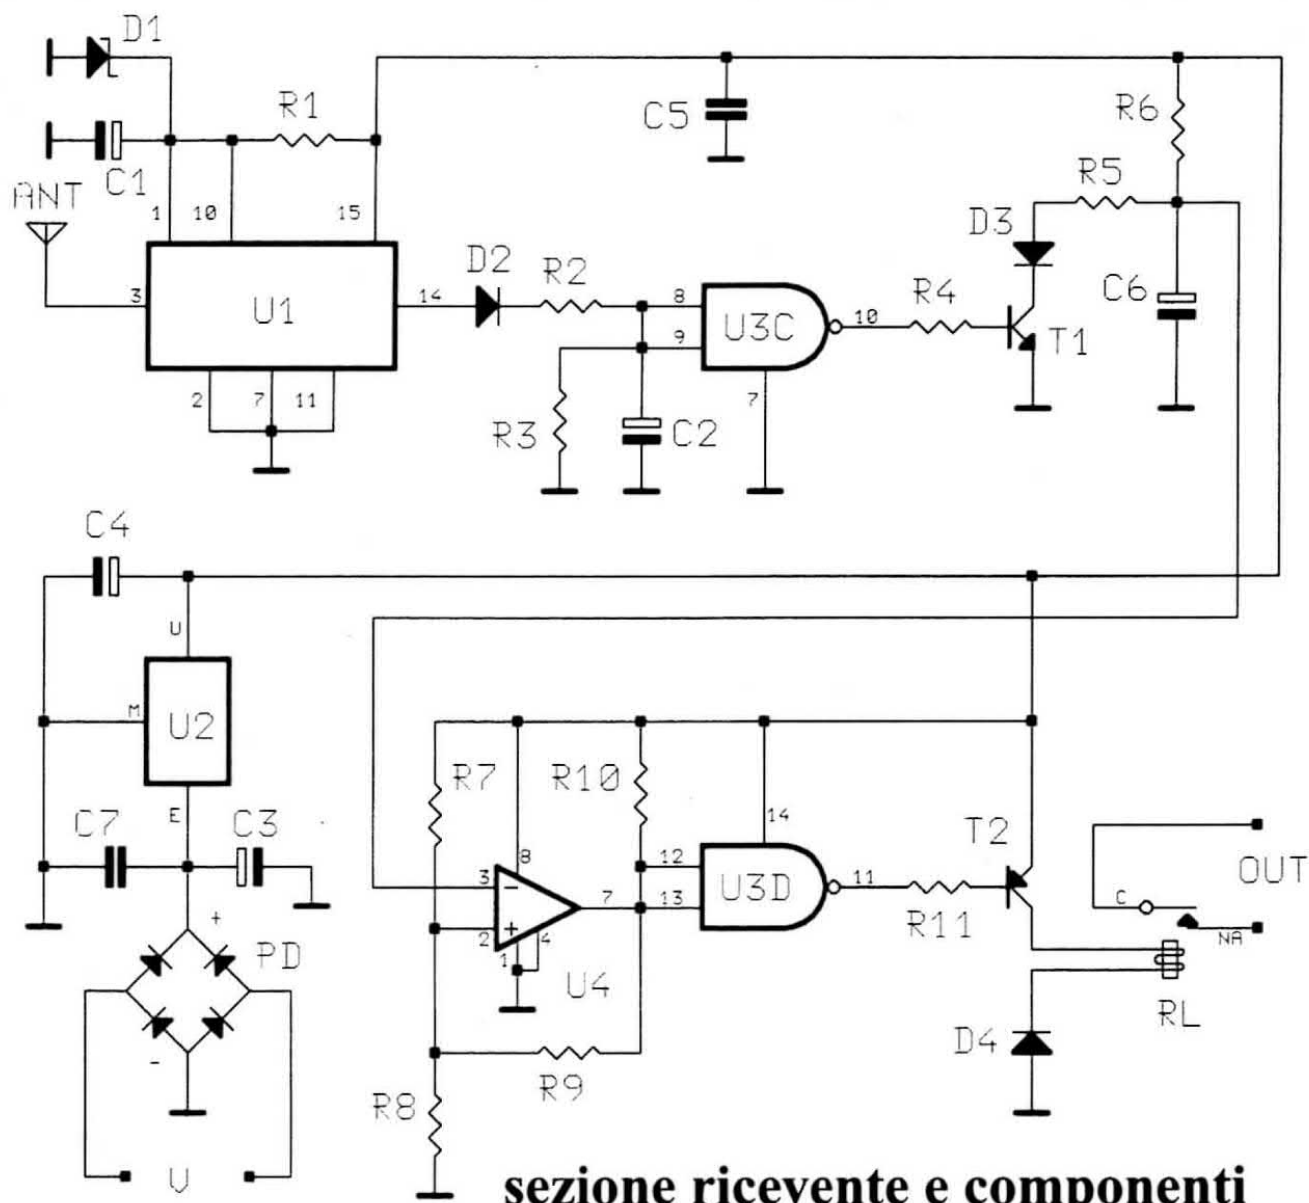 D1
R1
C5
R6
C1
ANT
R5
1 10 15
D3
D2
R2
C6
3
14
8
R4
U1
U3C
10
T1
9
2 7 11
7
R3
C2
C4
U
M
U2
R7
R10
E
14
C7
C3
T2
8
12
OUT
3
−
U3D
11
7
13
C
+
+
R11
2
4
NA
PD
1
U4
RL
D4
-
R9
R8
V
sezione ricevente e componenti